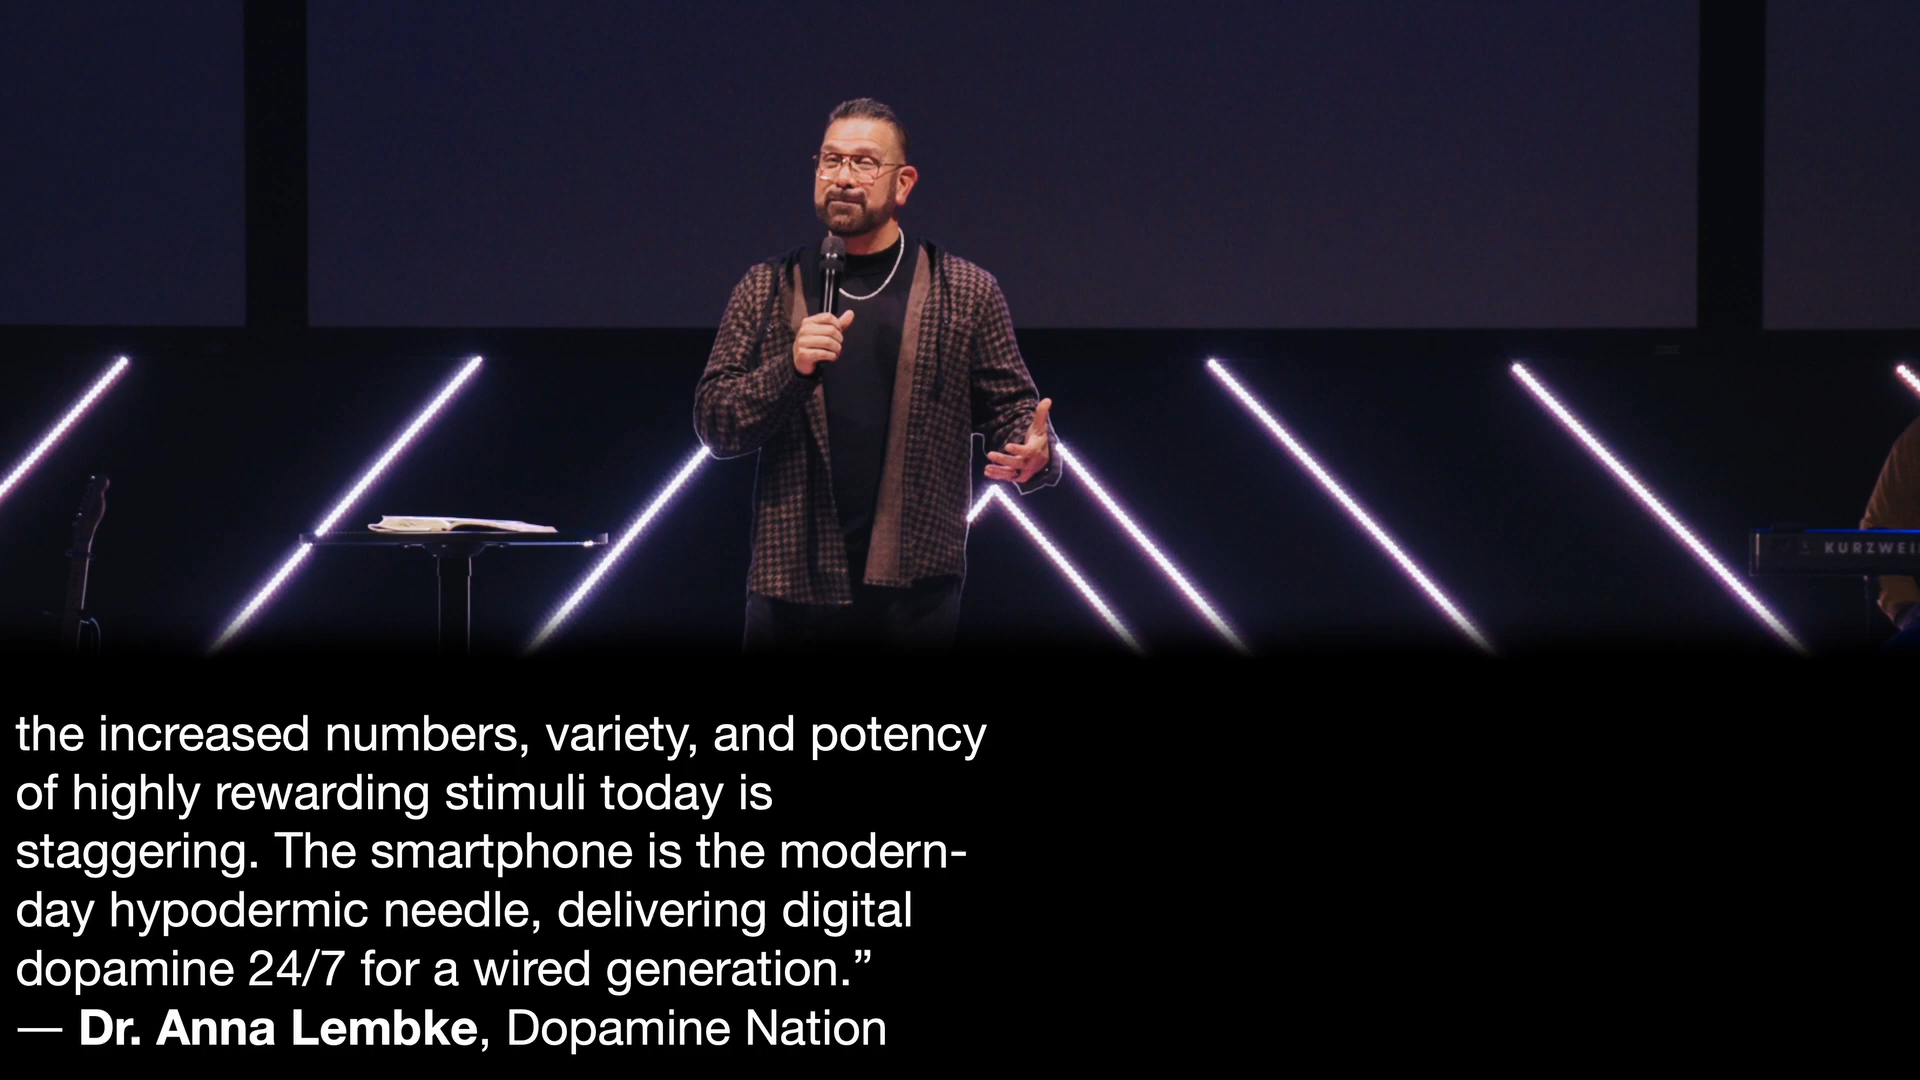 KURZWEI
the increased numbers, variety, and potency
of highly rewarding stimuli today is
staggering. The smartphone is the modern-
day hypodermic needle, delivering digital
dopamine 24/7 for a wired generation.”
— Dr. Anna Lembke, Dopamine Nation